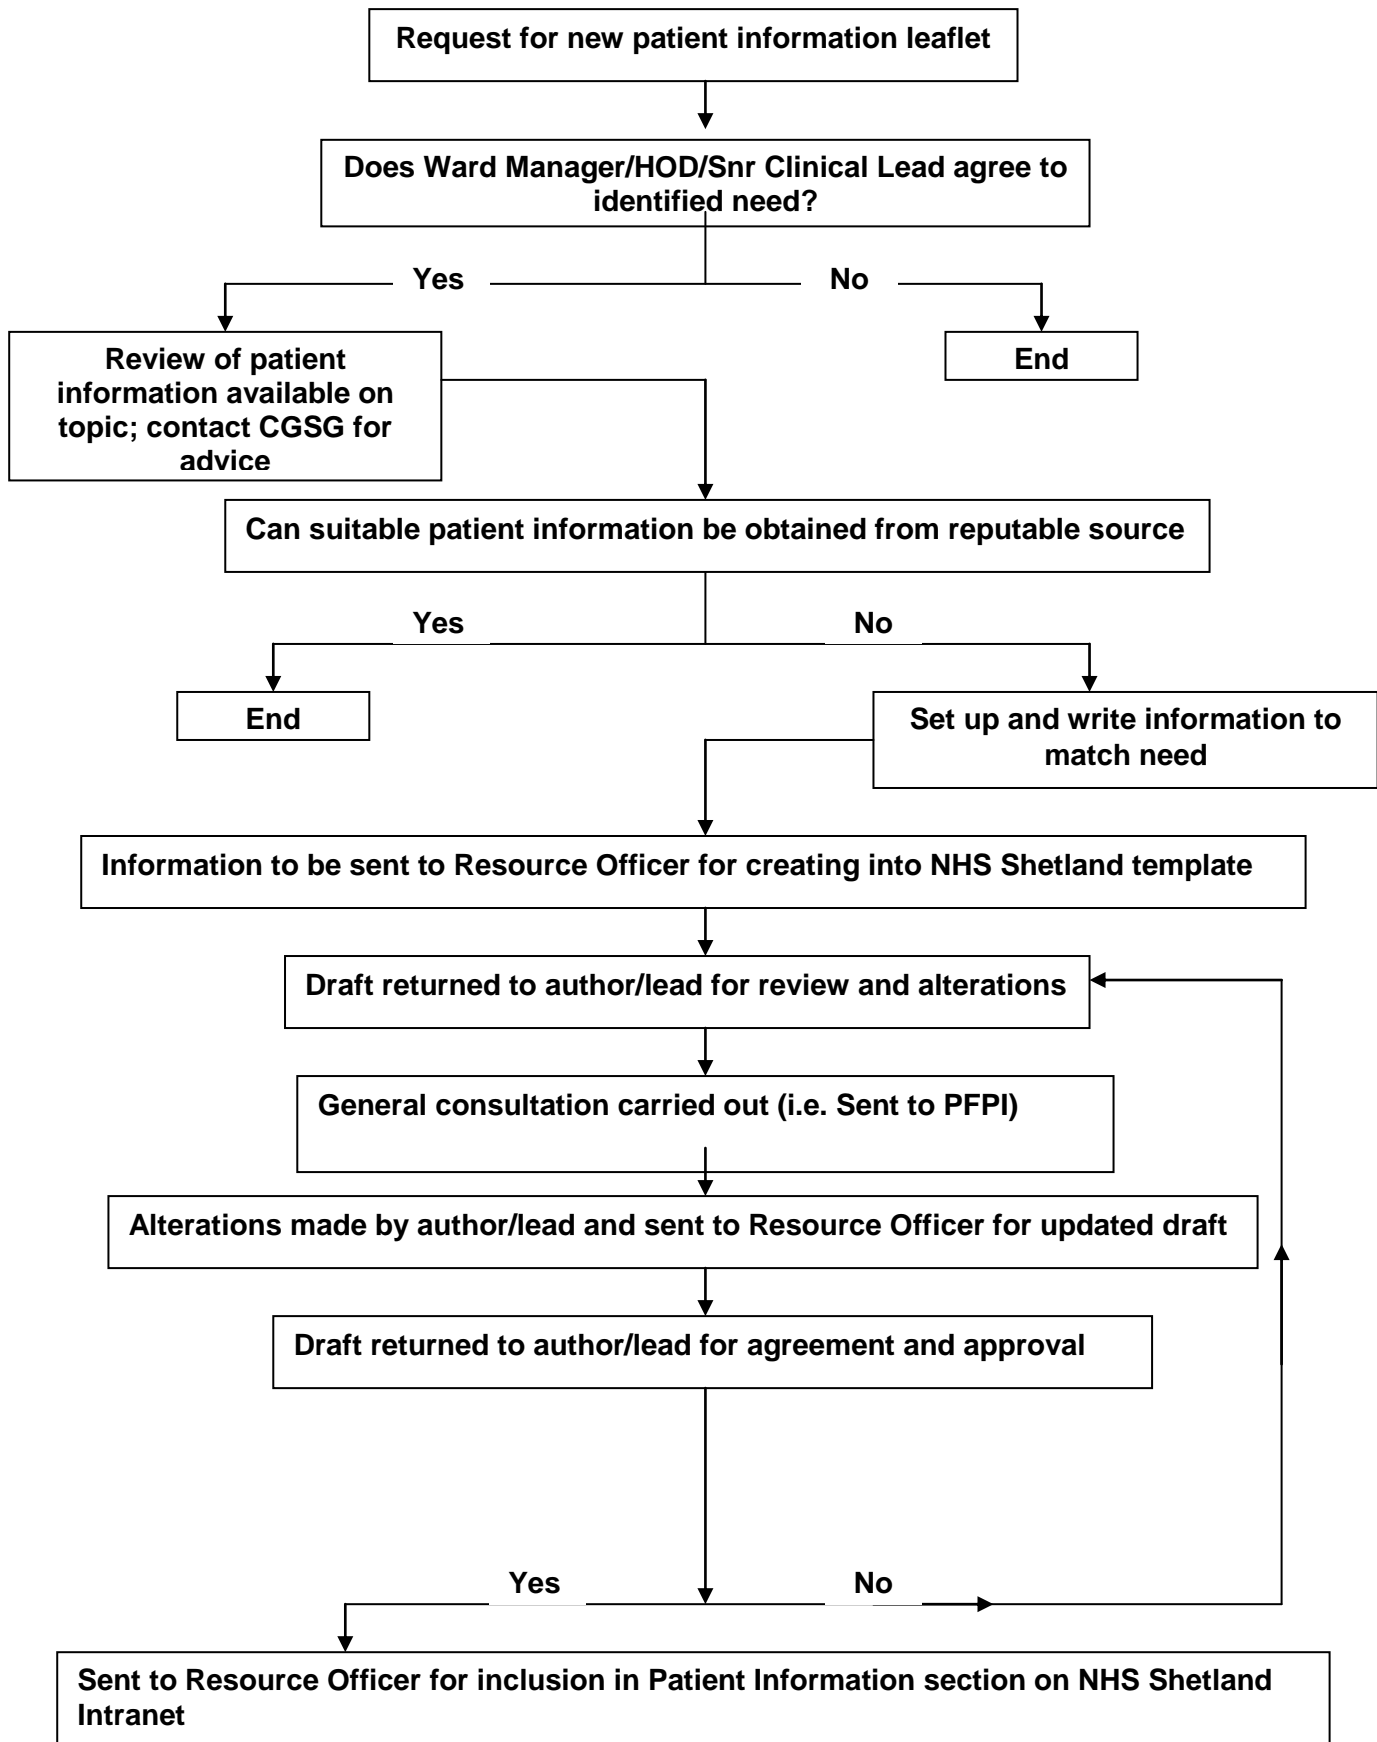 Request for new patient information leaflet
Does Ward Manager/HOD/Snr Clinical Lead agree to
identified need?
Yes
No
Review of patient
information available on
topic; contact CGSG for
advice
End
Can suitable patient information be obtained from reputable source
Yes
No
End
Set up and write information to
match need
Information to be sent to Resource Officer for creating into NHS Shetland template
Draft returned to author/lead for review and alterations
General consultation carried out (i.e. Sent to PFPI)
Alterations made by author/lead and sent to Resource Officer for updated draft
Draft returned to author/lead for agreement and approval
Yes
No
Sent to Resource Officer for inclusion in Patient Information section on NHS Shetland
Intranet